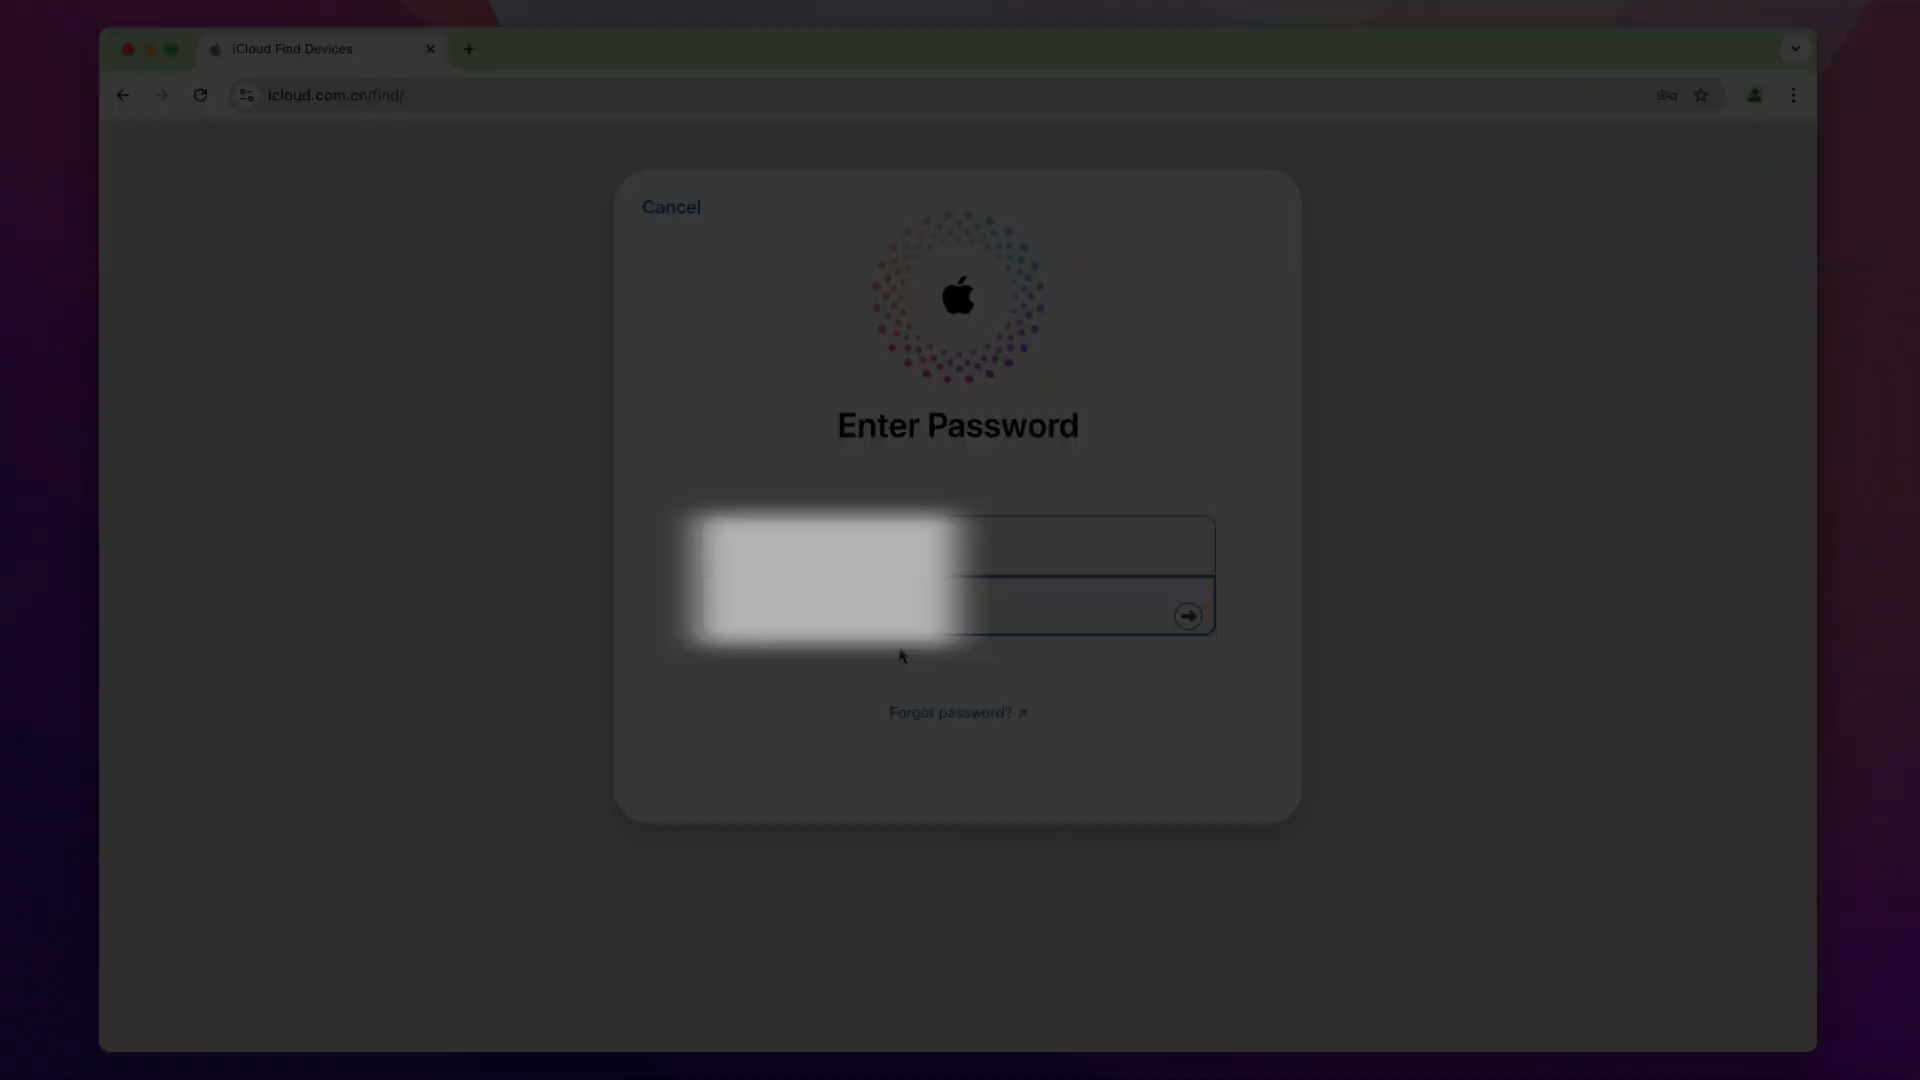 iCloud Find Devices
icloud.com.cn/find/
Cancel
Enter Password
Forgot password? ↗